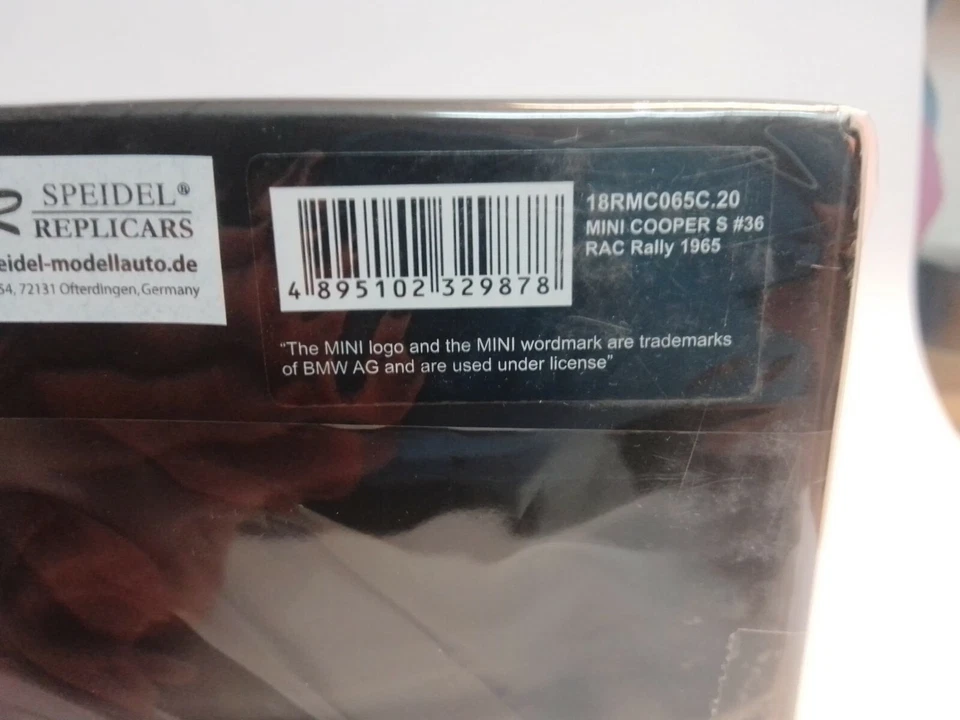 SPEIDEL®
REPLICARS
eidel-modellauto.de
64, 72131 Ofterdingen, Germany
18RMC065C.20
MINI COOPER S #36
RAC Rally 1965
4 895102 329878
"The MINI logo and the MINI wordmark are trademarks
of BMW AG and are used under license"